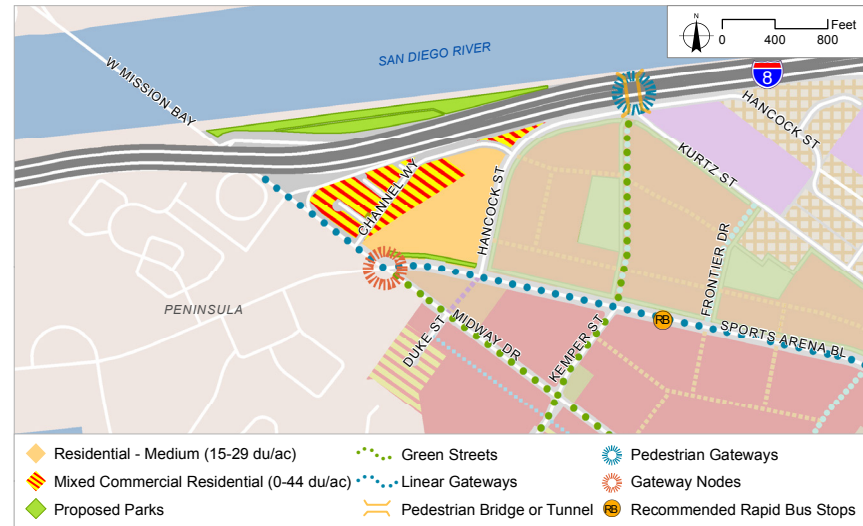 N
Feet
0 400 800
SAN DIEGO RIVER
W MISSION BAY
8
HANCOCK ST
KURTZ ST
CHANNEL WY
HANCOCK ST
FRONTIER DR
PENINSULA
DUKE ST
MIDWAY DR
KEMPER ST
RB
SPORTS ARENA BL
Residential - Medium (15-29 du/ac)
Mixed Commercial Residential (0-44 du/ac)
Proposed Parks
Green Streets
Linear Gateways
Pedestrian Bridge or Tunnel
Pedestrian Gateways
Gateway Nodes
RB Recommended Rapid Bus Stops